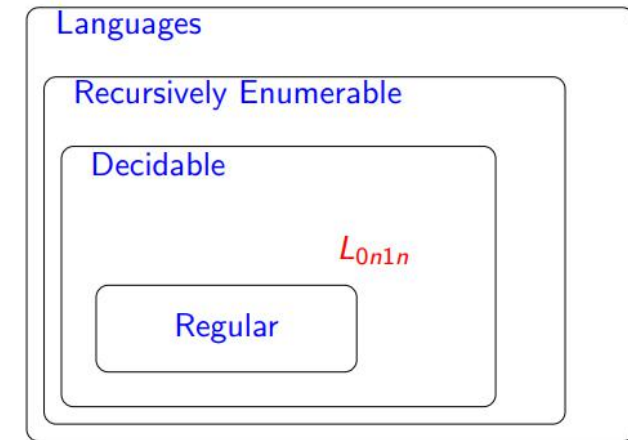 Languages
Recursively Enumerable
Decidable
L₀ₙ₁ₙ
Regular